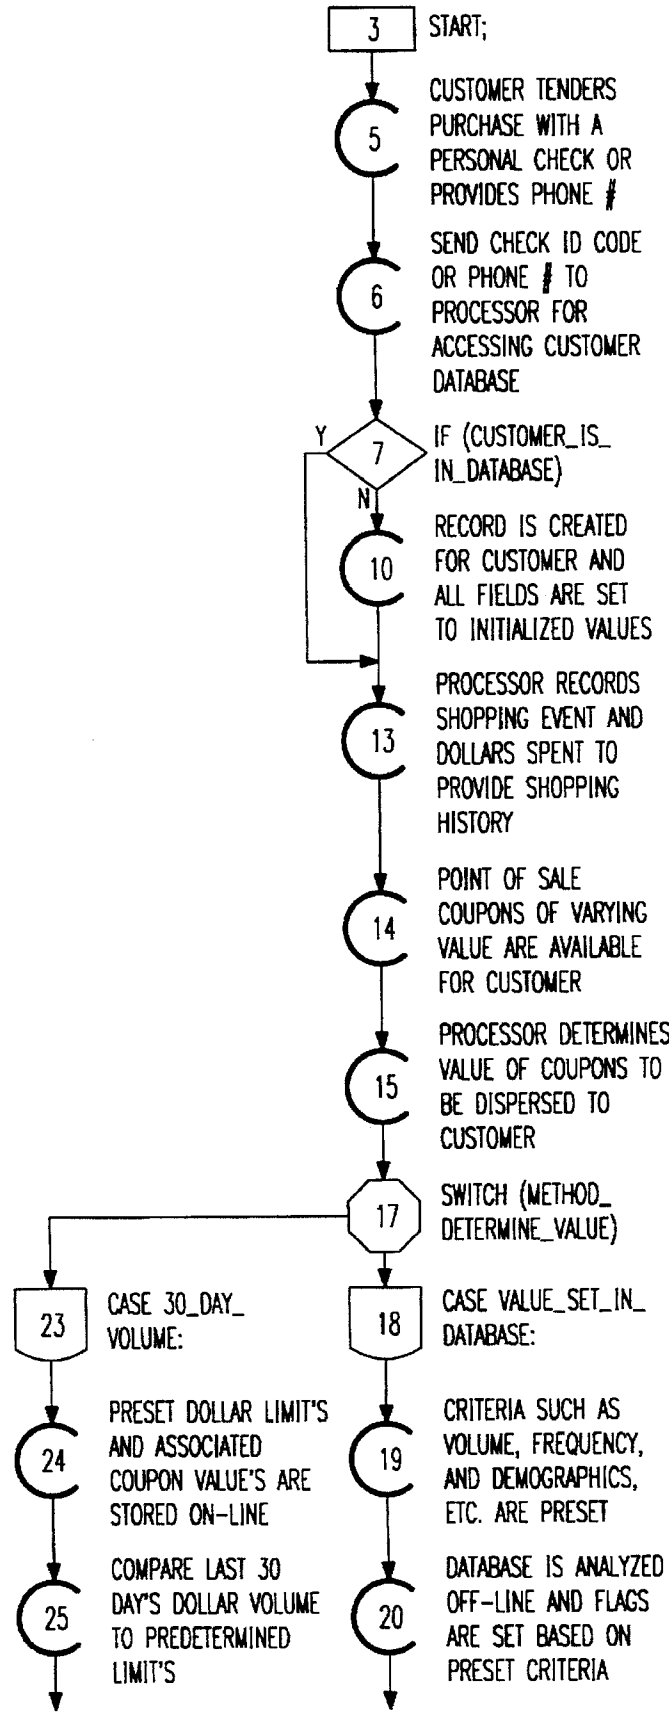 3 START;
5
CUSTOMER TENDERS
PURCHASE WITH A
PERSONAL CHECK OR
PROVIDES PHONE #
6
SEND CHECK ID CODE
OR PHONE # TO
PROCESSOR FOR
ACCESSING CUSTOMER
DATABASE
Y
7
N
IF (CUSTOMER_IS_
IN_DATABASE)
10
RECORD IS CREATED
FOR CUSTOMER AND
ALL FIELDS ARE SET
TO INITIALIZED VALUES
13
PROCESSOR RECORDS
SHOPPING EVENT AND
DOLLARS SPENT TO
PROVIDE SHOPPING
HISTORY
14
POINT OF SALE
COUPONS OF VARYING
VALUE ARE AVAILABLE
FOR CUSTOMER
15
PROCESSOR DETERMINES
VALUE OF COUPONS TO
BE DISPERSED TO
CUSTOMER
17
SWITCH (METHOD_
DETERMINE_VALUE)
23
CASE 30_DAY_
VOLUME:
18
CASE VALUE_SET_IN_
DATABASE:
24
PRESET DOLLAR LIMIT'S
AND ASSOCIATED
COUPON VALUE'S ARE
STORED ON-LINE
19
CRITERIA SUCH AS
VOLUME, FREQUENCY,
AND DEMOGRAPHICS,
ETC. ARE PRESET
25
COMPARE LAST 30
DAY'S DOLLAR VOLUME
TO PREDETERMINED
LIMIT'S
20
DATABASE IS ANALYZED
OFF-LINE AND FLAGS
ARE SET BASED ON
PRESET CRITERIA